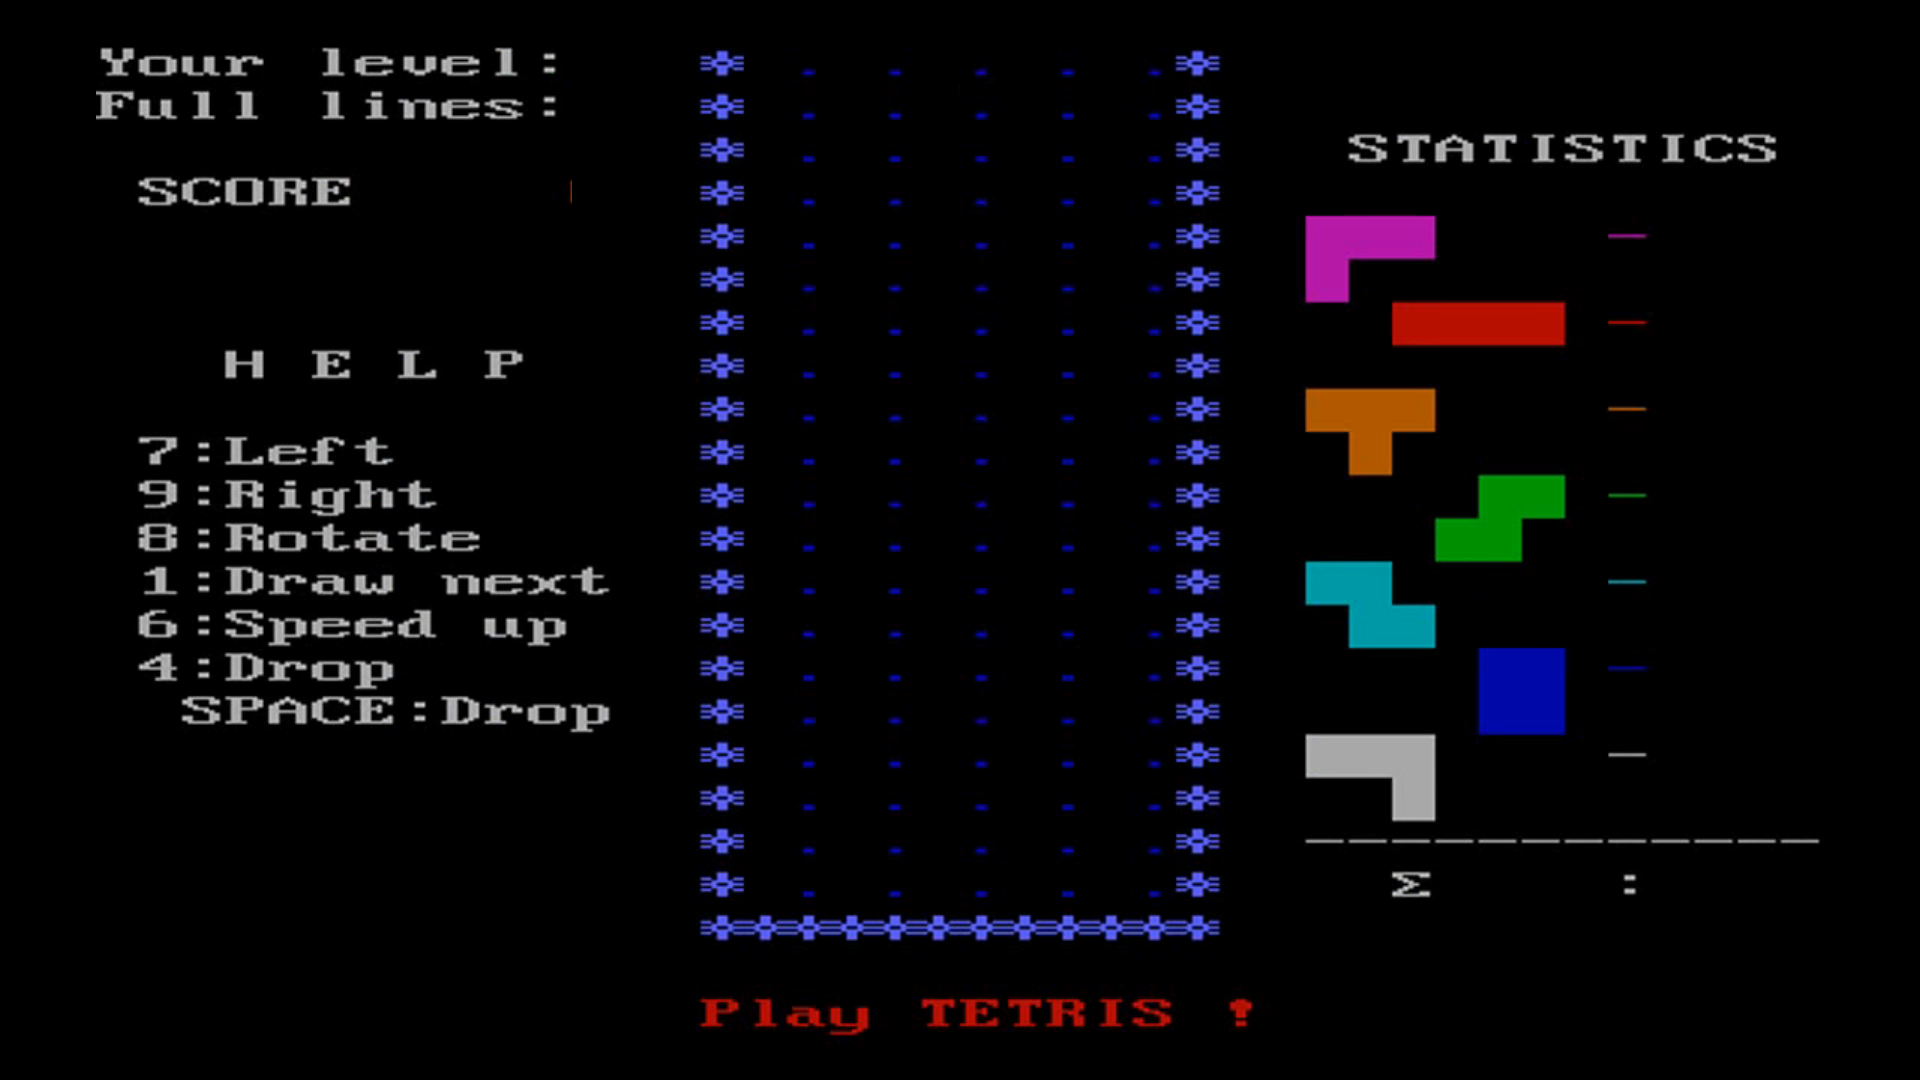 Your level:
Full lines:
SCORE
H E L P
7:Left
9:Right
8:Rotate
1:Draw next
6:Speed up
4:Drop
SPACE:Drop
STATISTICS
Σ :
Play TETRIS !